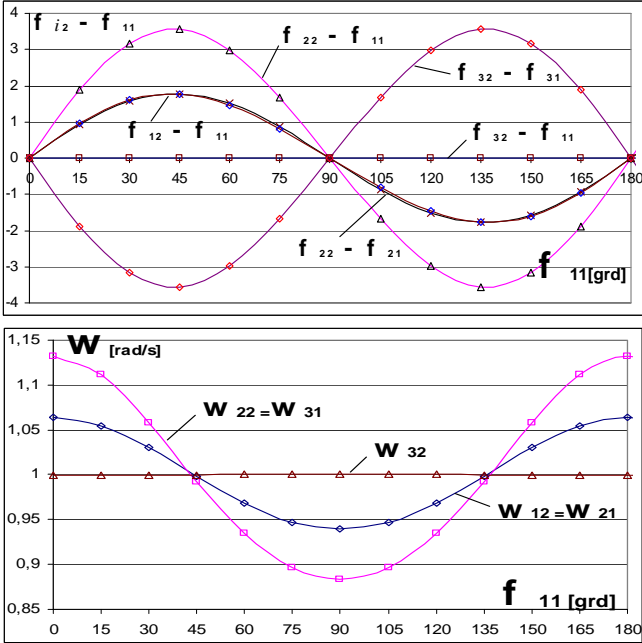 4
f i2 - f 11
3
f 22 - f 11
2
f 32 - f 31
1
f 12 - f 11
f 32 - f 11
0
0 15 30 45 60 75 90 105 120 135 150 165 180
-1
f 22 - f 21
-2
-3
f 11[grd]
-4
1,15
W [rad/s]
1,1
W 22 = W 31
1,05
W 32
1
0,95
W 12 = W 21
0,9
f 11 [grd]
0,85
0 15 30 45 60 75 90 105 120 135 150 165 180